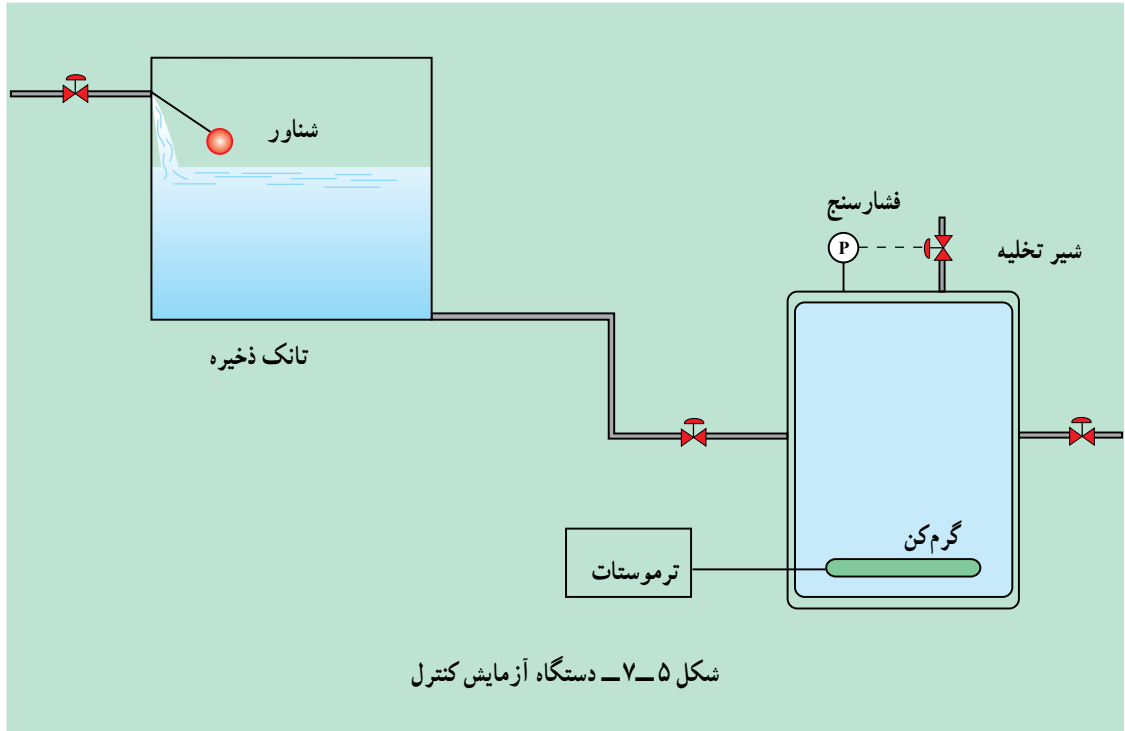 شناور
فشارسنج
P
شیر تخلیه
تانک ذخیره
گرم‌کن
ترموستات
شکل ۵ــ۷ــ دستگاه آزمایش کنترل